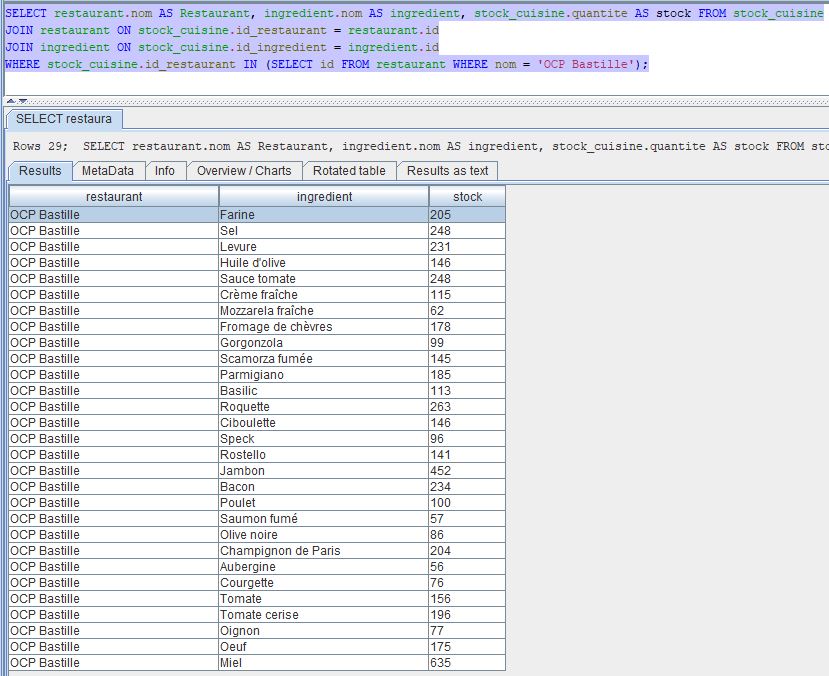 SELECT restaurant.nom AS Restaurant, ingredient.nom AS ingredient, stock_cuisine.quantite AS stock FROM stock_cuisine
JOIN restaurant ON stock_cuisine.id_restaurant = restaurant.id
JOIN ingredient ON stock_cuisine.id_ingredient = ingredient.id
WHERE stock_cuisine.id_restaurant IN (SELECT id FROM restaurant WHERE nom = 'OCP Bastille');
SELECT restaura
Rows 29; SELECT restaurant.nom AS Restaurant, ingredient.nom AS ingredient, stock_cuisine.quantite AS stock FROM stoc
Results MetaData Info Overview / Charts Rotated table Results as text
restaurant ingredient stock
OCP Bastille Farine 205
OCP Bastille Sel 248
OCP Bastille Levure 231
OCP Bastille Huile d'olive 146
OCP Bastille Sauce tomate 248
OCP Bastille Crème fraîche 115
OCP Bastille Mozzarela fraîche 62
OCP Bastille Fromage de chèvres 178
OCP Bastille Gorgonzola 99
OCP Bastille Scamorza fumée 145
OCP Bastille Parmigiano 185
OCP Bastille Basilic 113
OCP Bastille Roquette 263
OCP Bastille Ciboulette 146
OCP Bastille Speck 96
OCP Bastille Rostello 141
OCP Bastille Jambon 452
OCP Bastille Bacon 234
OCP Bastille Poulet 100
OCP Bastille Saumon fumé 57
OCP Bastille Olive noire 86
OCP Bastille Champignon de Paris 204
OCP Bastille Aubergine 56
OCP Bastille Courgette 76
OCP Bastille Tomate 156
OCP Bastille Tomate cerise 196
OCP Bastille Oignon 77
OCP Bastille Oeuf 175
OCP Bastille Miel 635